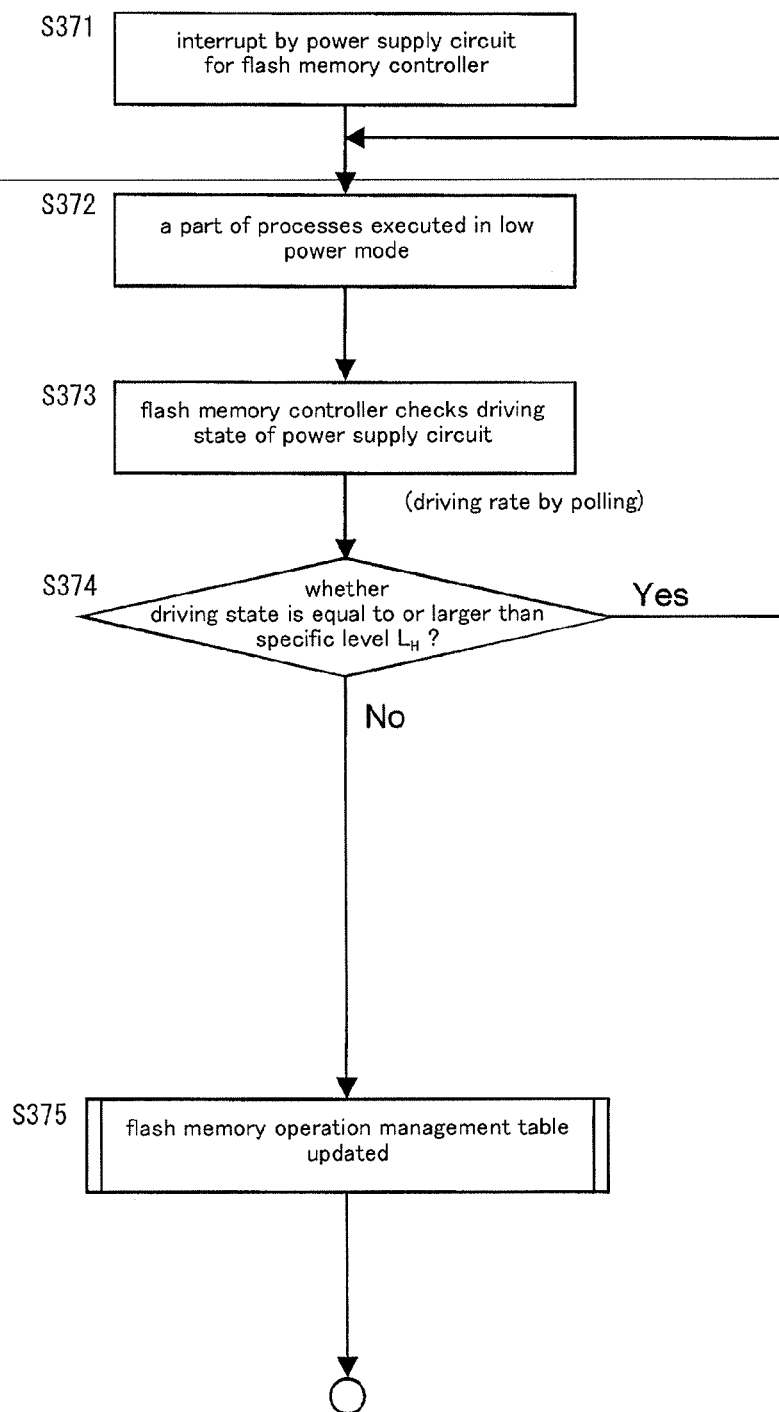 S371
interrupt by power supply circuit
for flash memory controller
S372
a part of processes executed in low
power mode
S373
flash memory controller checks driving
state of power supply circuit
(driving rate by polling)
S374
whether
driving state is equal to or larger than
specific level L_H ?
Yes
No
S375
flash memory operation management table
updated